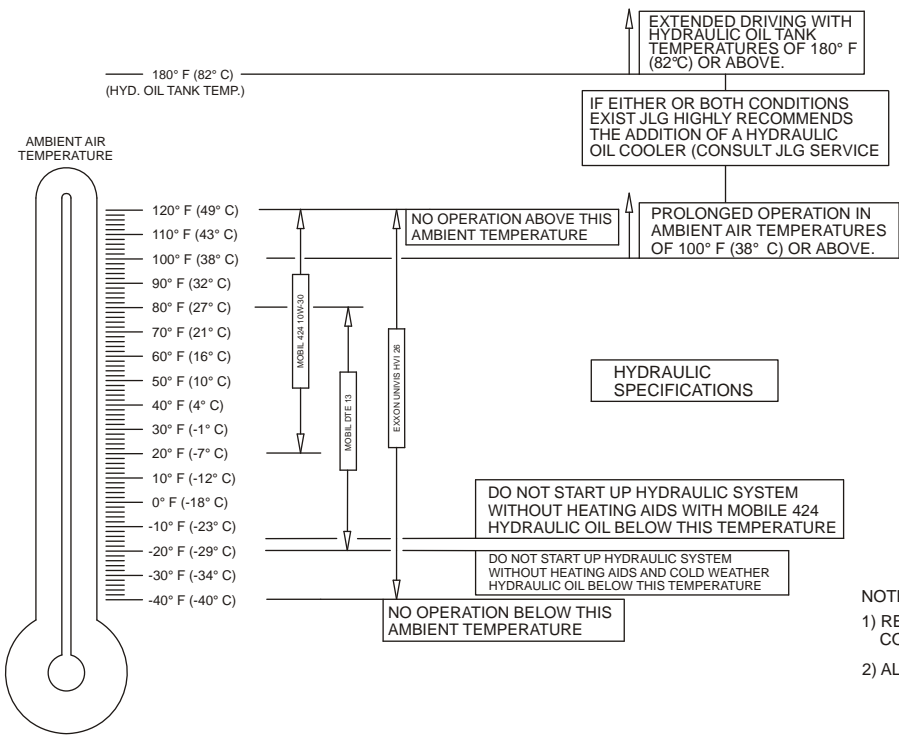 EXTENDED DRIVING WITH
HYDRAULIC OIL TANK
TEMPERATURES OF 180° F
(82°C) OR ABOVE.
180° F (82° C)
(HYD. OIL TANK TEMP.)
IF EITHER OR BOTH CONDITIONS
EXIST JLG HIGHLY RECOMMENDS
THE ADDITION OF A HYDRAULIC
OIL COOLER (CONSULT JLG SERVICE
AMBIENT AIR
TEMPERATURE
120° F (49° C)
110° F (43° C)
100° F (38° C)
90° F (32° C)
80° F (27° C)
70° F (21° C)
60° F (16° C)
50° F (10° C)
40° F (4° C)
30° F (-1° C)
20° F (-7° C)
10° F (-12° C)
0° F (-18° C)
-10° F (-23° C)
-20° F (-29° C)
-30° F (-34° C)
-40° F (-40° C)
NO OPERATION ABOVE THIS
AMBIENT TEMPERATURE
PROLONGED OPERATION IN
AMBIENT AIR TEMPERATURES
OF 100° F (38° C) OR ABOVE.
MOBIL 424 10W-30
MOBIL DTE 13
EXXON UNIVIS HVI 26
HYDRAULIC
SPECIFICATIONS
DO NOT START UP HYDRAULIC SYSTEM
WITHOUT HEATING AIDS WITH MOBILE 424
HYDRAULIC OIL BELOW THIS TEMPERATURE
DO NOT START UP HYDRAULIC SYSTEM
WITHOUT HEATING AIDS AND COLD WEATHER
HYDRAULIC OIL BELOW THIS TEMPERATURE
NO OPERATION BELOW THIS
AMBIENT TEMPERATURE
1)
2) AL